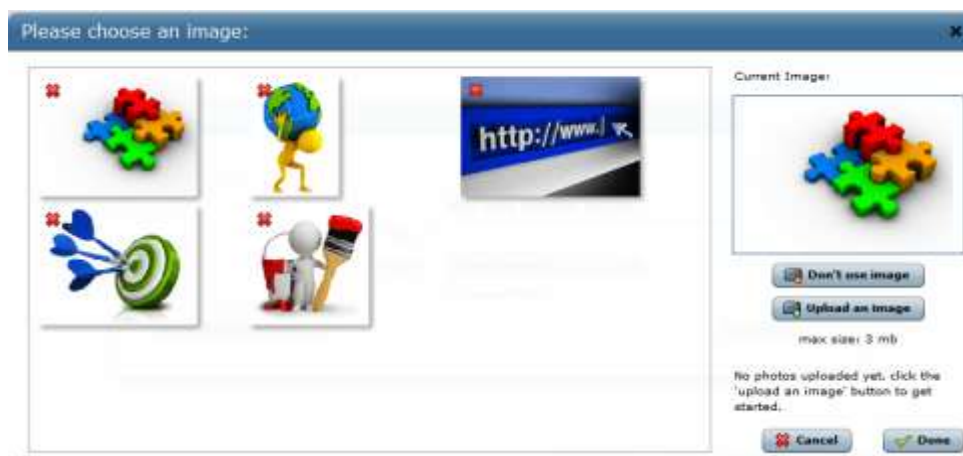 Please choose an image:
Current Image:
http://www.
Don't use image
Upload an image
max size: 3 mb
No photos uploaded yet, click the
'upload an image' button to get
started.
Cancel
Done